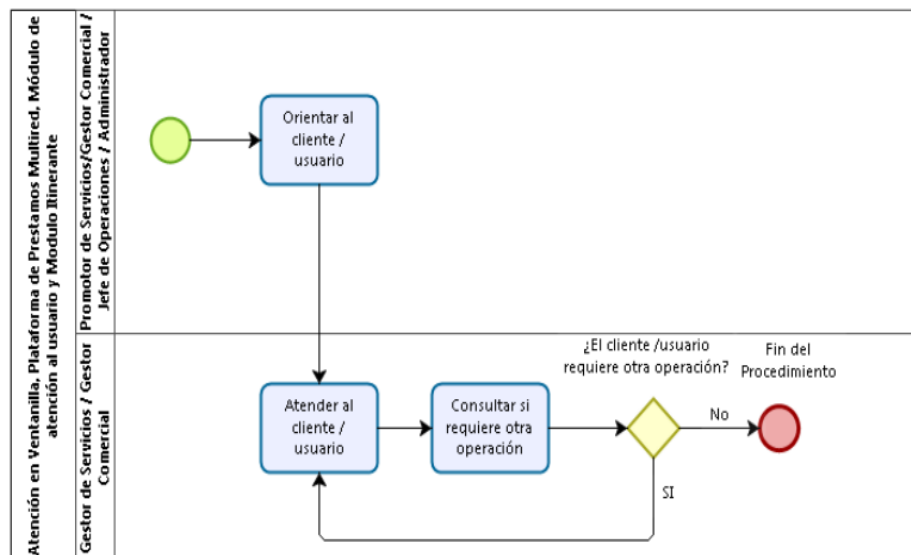 Atención en Ventanilla, Plataforma de Prestamos Multired, Módulo de
atención al usuario y Modulo Itinerante
Promotor de Servicios/Gestor Comercial /
Jefe de Operaciones / Administrador
Orientar al
cliente /
usuario
Gestor de Servicios / Gestor
Comercial
Atender al
cliente /
usuario
Consultar si
requiere otra
operación
¿El cliente /usuario
requiere otra operación?
No
SI
Fin del
Procedimiento